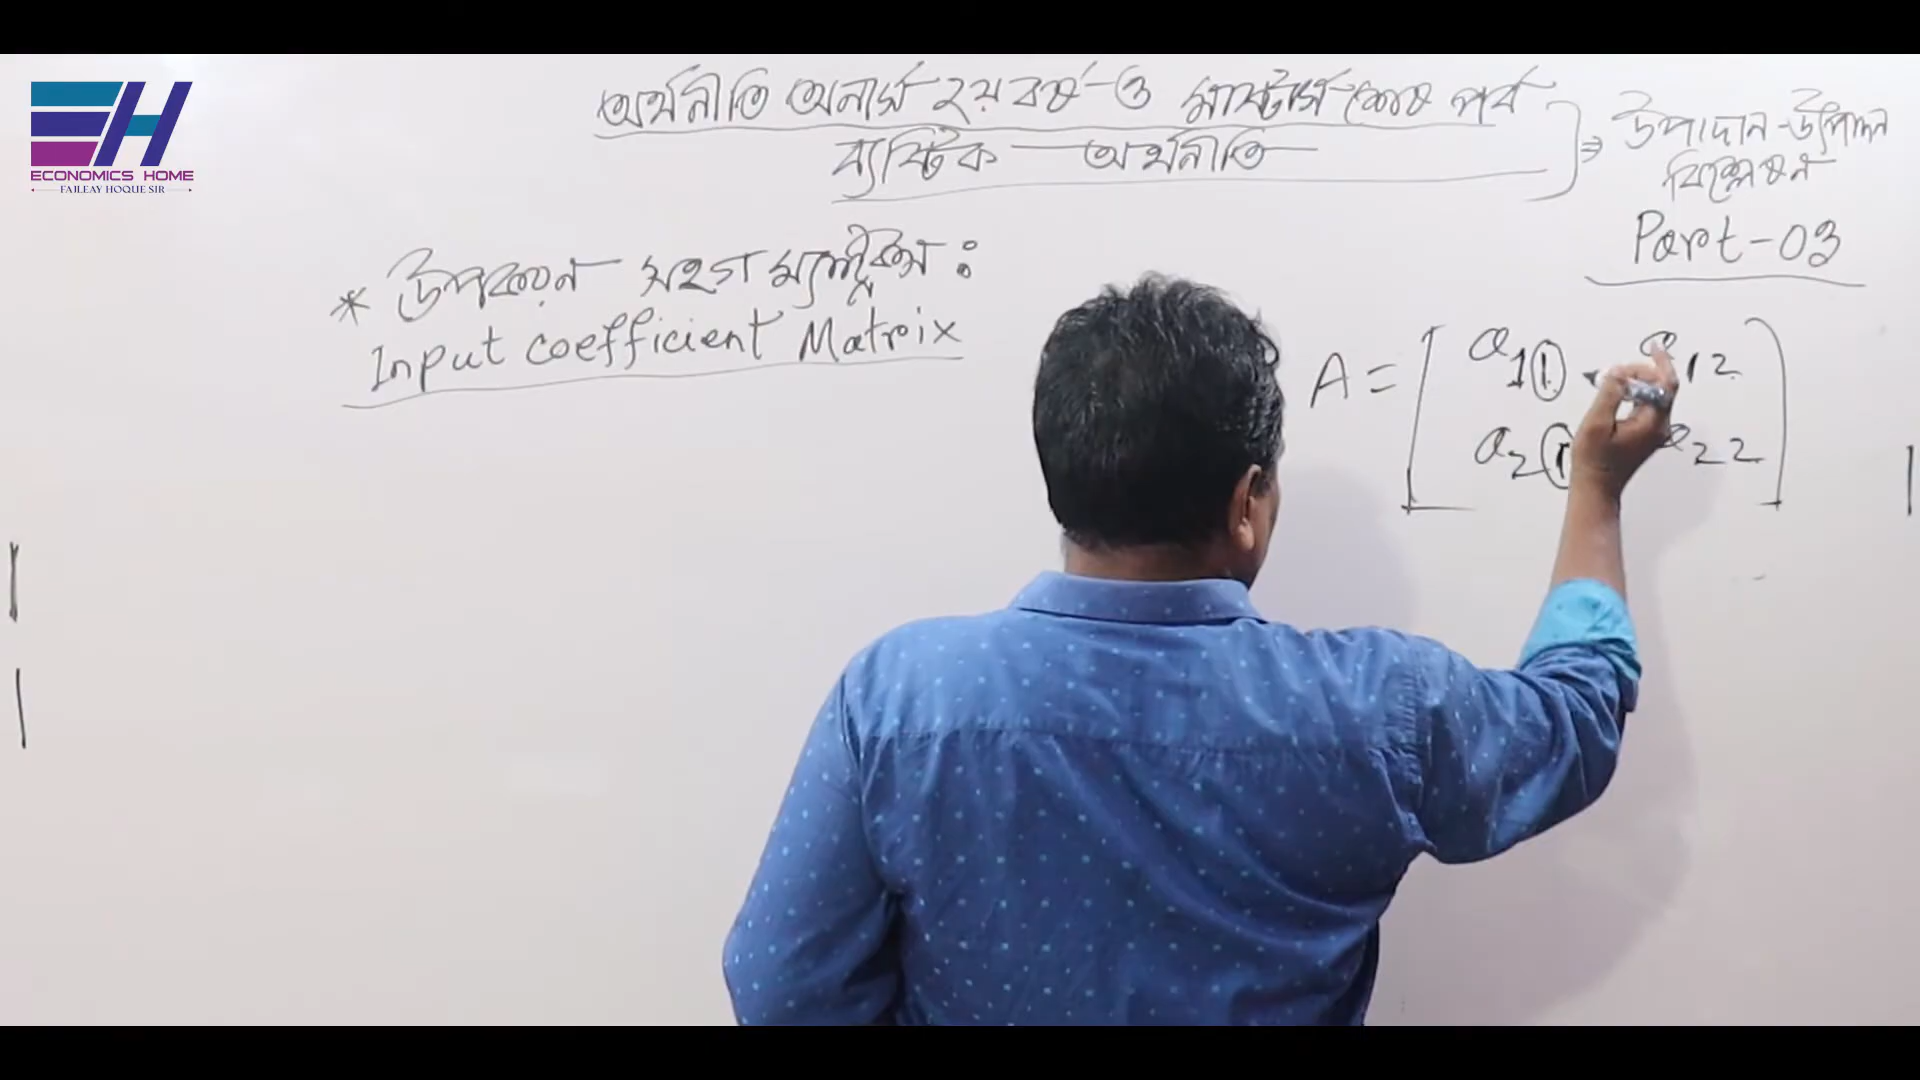 ECONOMICS HOME
FAILEAY HOQUE SIR
অর্থনীতি অনার্স ২য় বর্ষ ও মাস্টার্স শেষ পর্ব
ব্যষ্টিক অর্থনীতি
⇒ উপাদান-উৎপাদন
বিশ্লেষণ
Part-03
* উপকরণ সহগ ম্যাট্রিক্স :
Input coefficient Matrix
A = [ a11 a12
a21 a22 ]